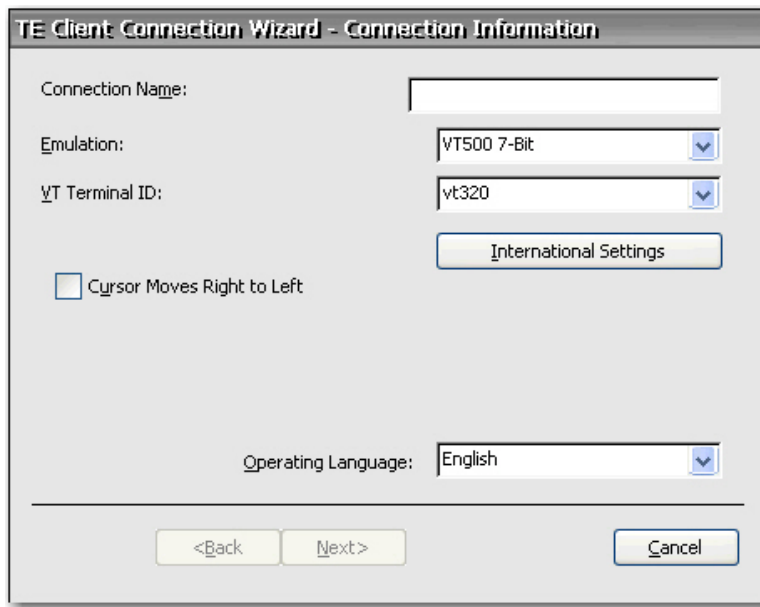 TE Client Connection Wizard - Connection Information
Connection Name:
Emulation: VT500 7-Bit
VT Terminal ID: vt320
International Settings
Cursor Moves Right to Left
Operating Language: English
<Back Next> Cancel